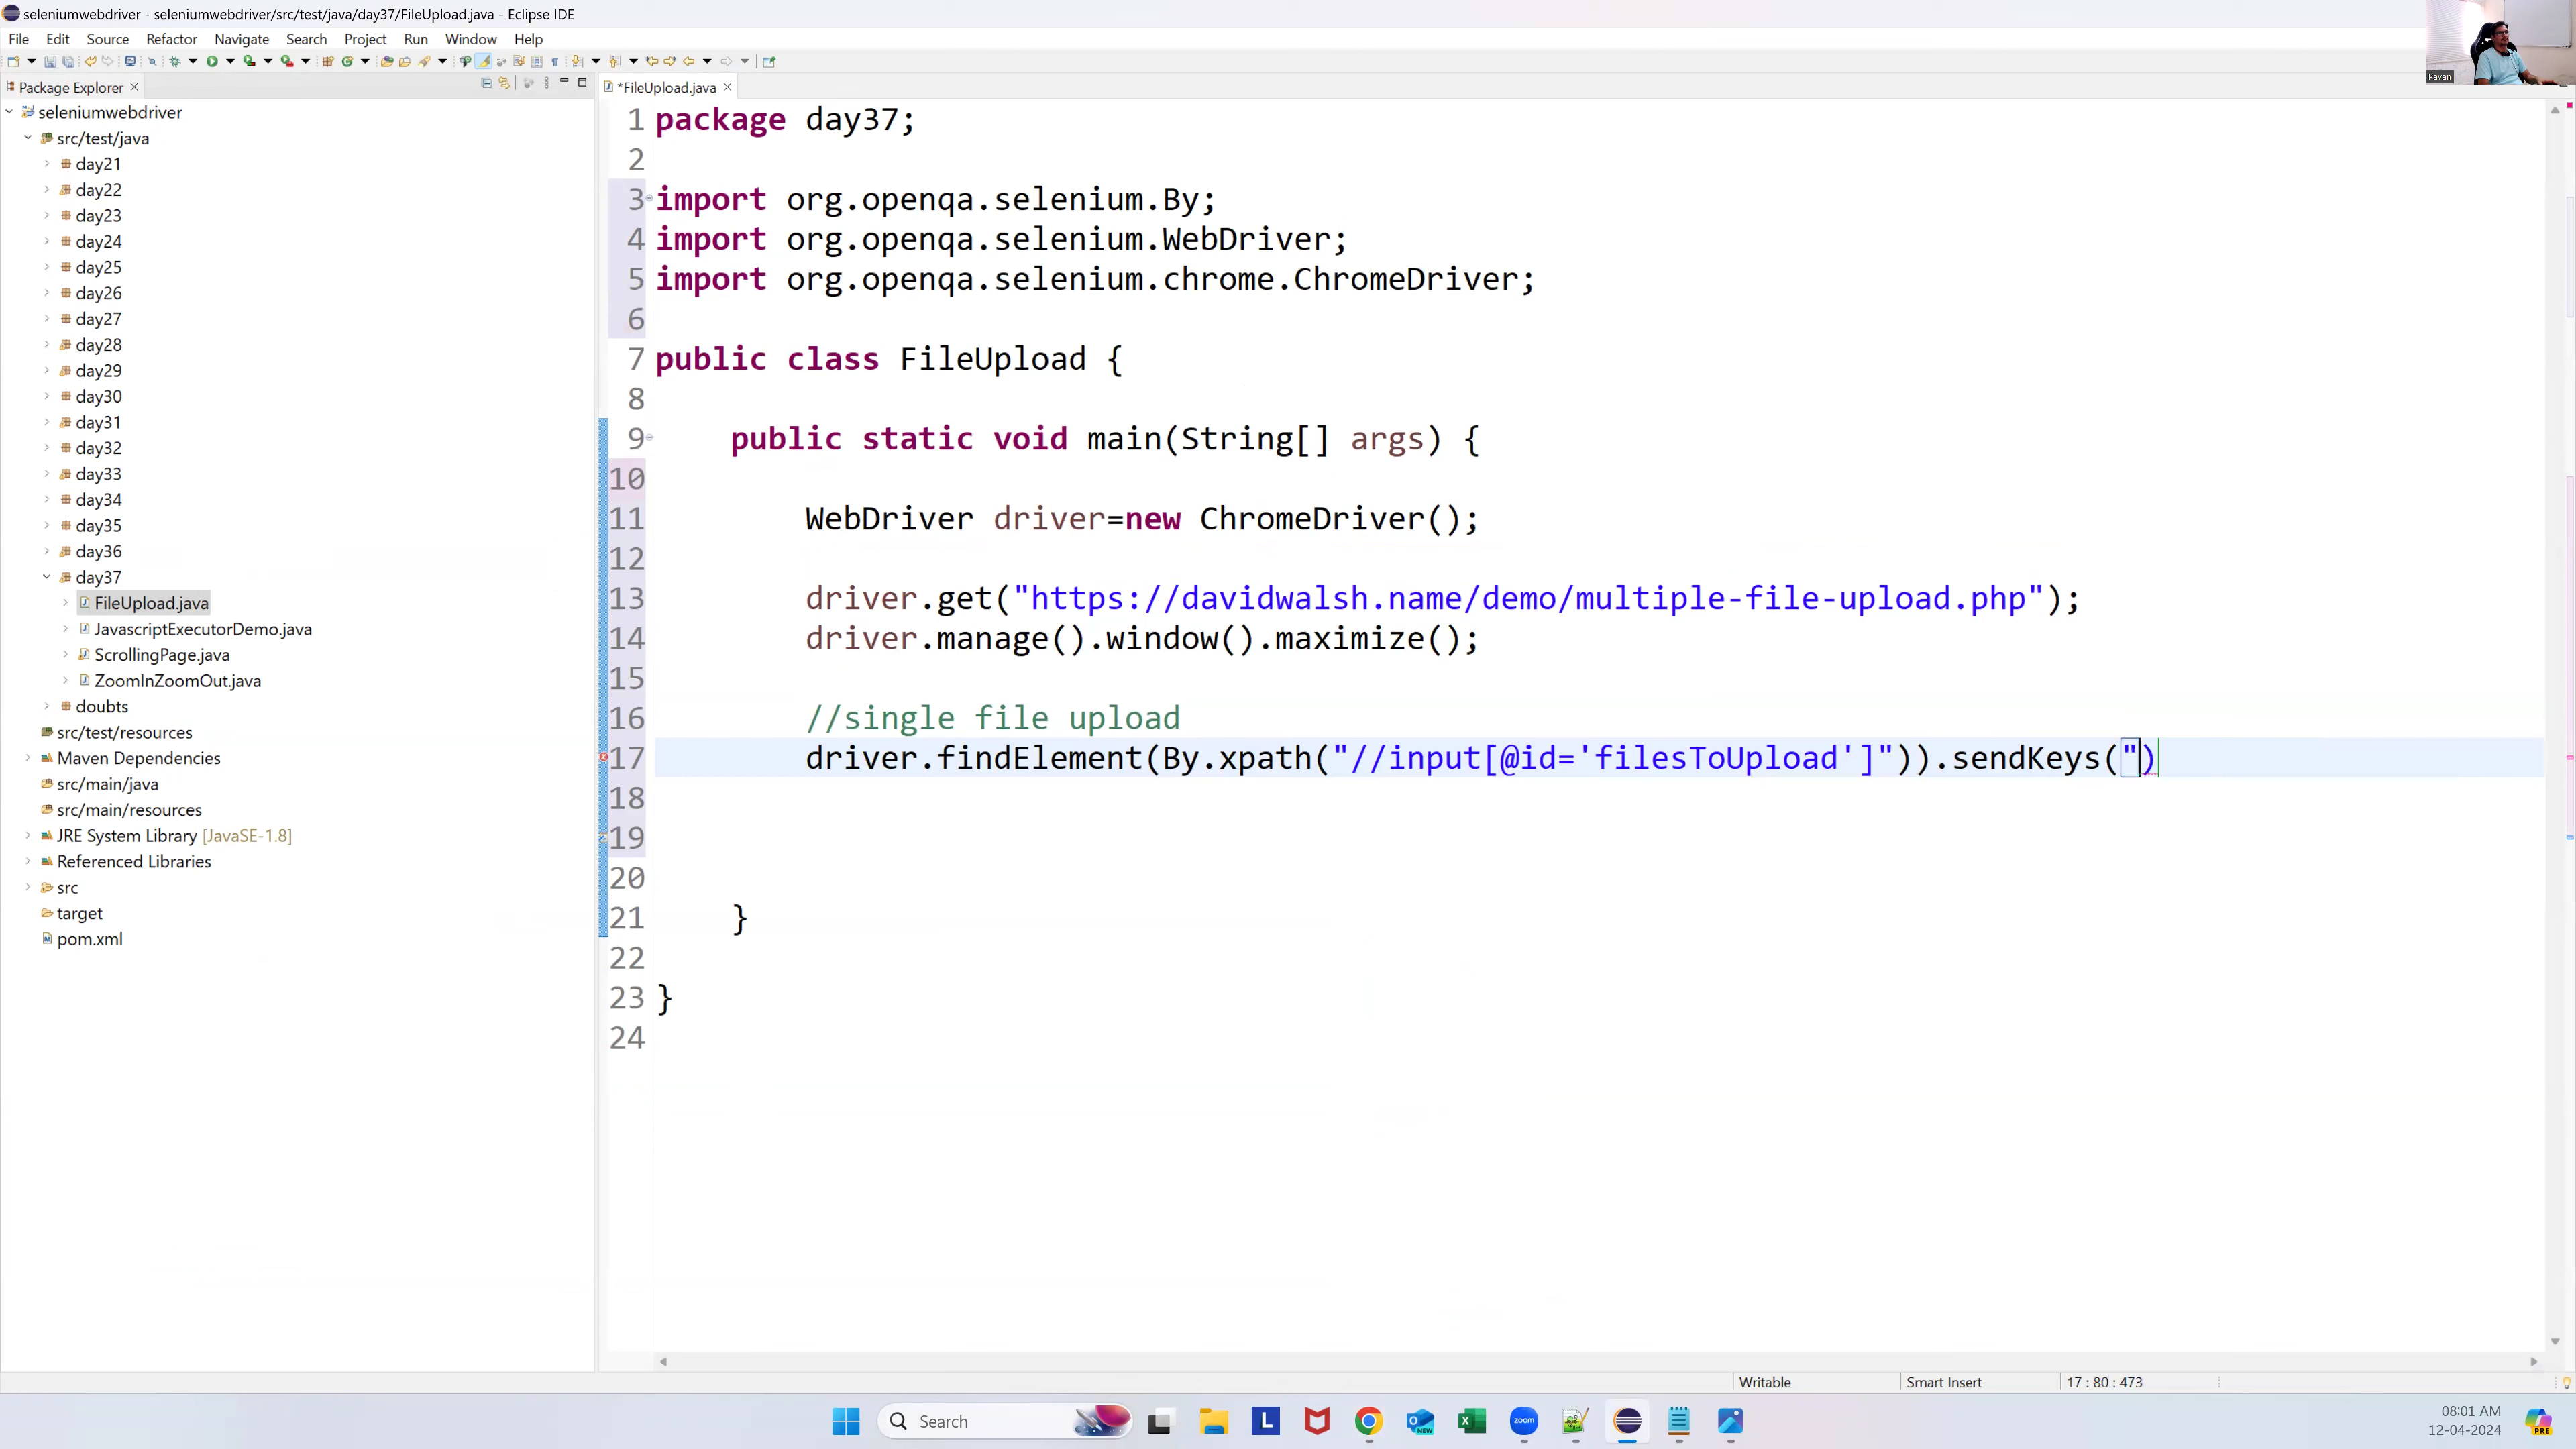 seleniumwebdriver - seleniumwebdriver/src/test/java/day37/FileUpload.java - Eclipse IDE
File Edit Source Refactor Navigate Search Project Run Window Help
Pavan
Package Explorer
*FileUpload.java
seleniumwebdriver
src/test/java
day21
day22
day23
day24
day25
day26
day27
day28
day29
day30
day31
day32
day33
day34
day35
day36
day37
FileUpload.java
JavascriptExecutorDemo.java
ScrollingPage.java
ZoomInZoomOut.java
doubts
src/test/resources
Maven Dependencies
src/main/java
src/main/resources
JRE System Library [JavaSE-1.8]
Referenced Libraries
src
target
pom.xml
1 package day37;
2
3 import org.openqa.selenium.By;
4 import org.openqa.selenium.WebDriver;
5 import org.openqa.selenium.chrome.ChromeDriver;
6
7 public class FileUpload {
8
9 public static void main(String[] args) {
10
11 WebDriver driver=new ChromeDriver();
12
13 driver.get("https://davidwalsh.name/demo/multiple-file-upload.php");
14 driver.manage().window().maximize();
15
16 //single file upload
17 driver.findElement(By.xpath("//input[@id='filesToUpload']")).sendKeys(")
18
19
20
21 }
22
23 }
24
Writable Smart Insert 17 : 80 : 473
Search
L
NEW
zoom
08:01 AM
12-04-2024
PRE